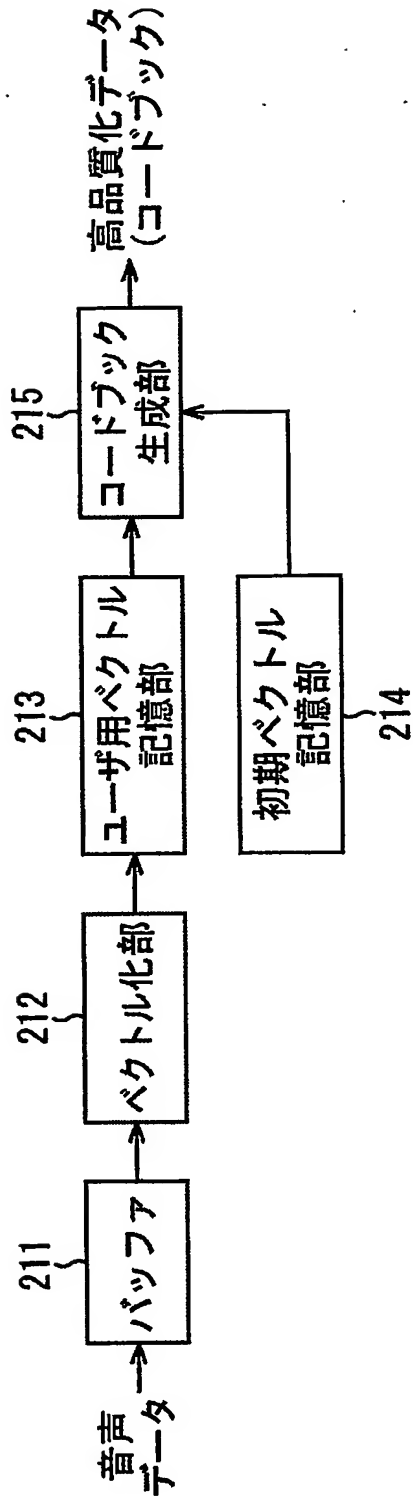 音声
データ
211
バッファ
212
ベクトル化部
213
ユーザ用ベクトル
記憶部
214
初期ベクトル
記憶部
215
コードブック
生成部
高品質化データ
(コードブック)